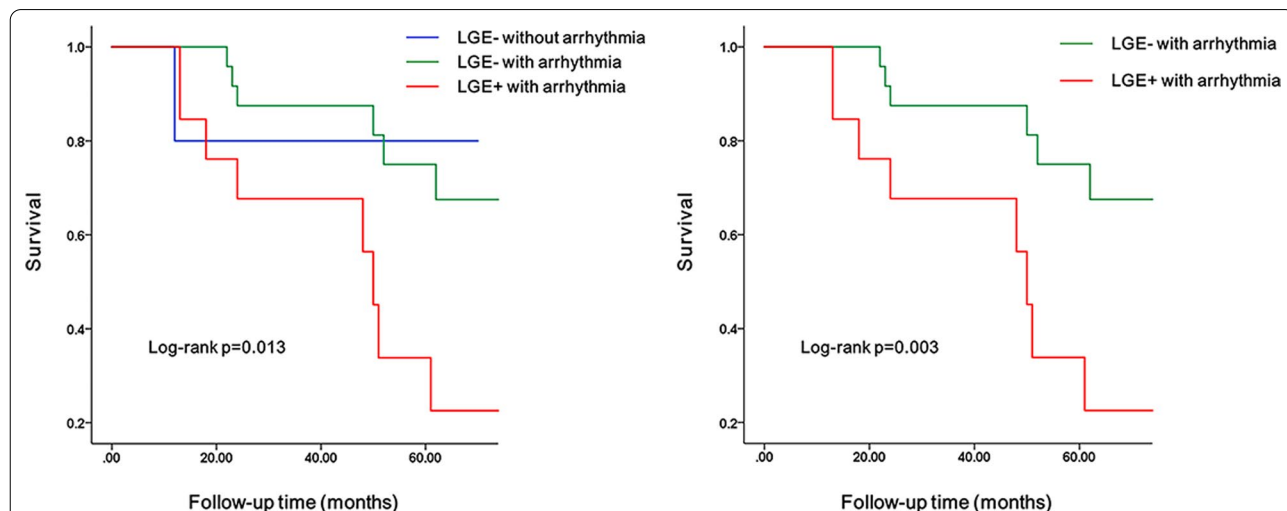 LGE- without arrhythmia
LGE- with arrhythmia
LGE+ with arrhythmia
1.0
0.8
0.6
0.4
0.2
Survival
Log-rank p=0.013
.00 20.00 40.00 60.00
Follow-up time (months)
LGE- with arrhythmia
LGE+ with arrhythmia
1.0
0.8
0.6
0.4
0.2
Survival
Log-rank p=0.003
.00 20.00 40.00 60.00
Follow-up time (months)